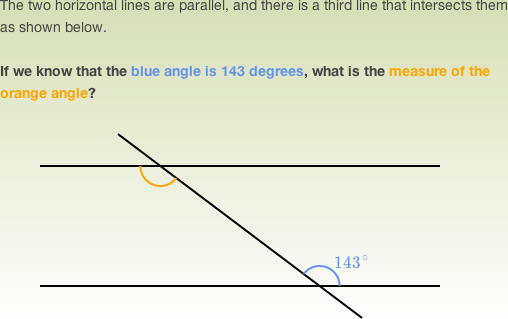 The two horizontal lines are parallel, and there is a third line that intersects them
as shown below.
If we know that the blue angle is 143 degrees, what is the measure of the
orange angle?
143°